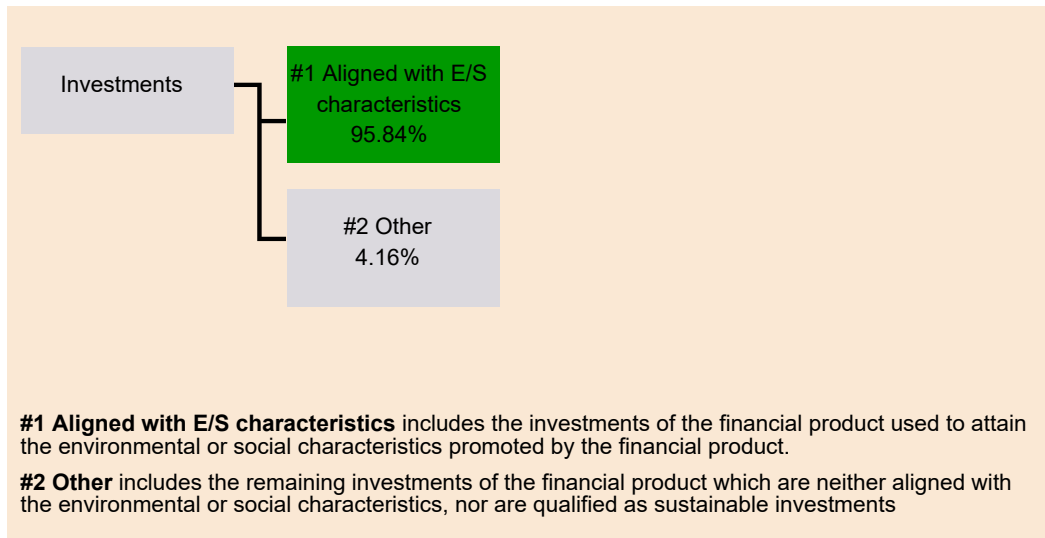 Investments
#1 Aligned with E/S
characteristics
95.84%
#2 Other
4.16%
#1 Aligned with E/S characteristics includes the investments of the financial product used to attain
the environmental or social characteristics promoted by the financial product.
#2 Other includes the remaining investments of the financial product which are neither aligned with
the environmental or social characteristics, nor are qualified as sustainable investments